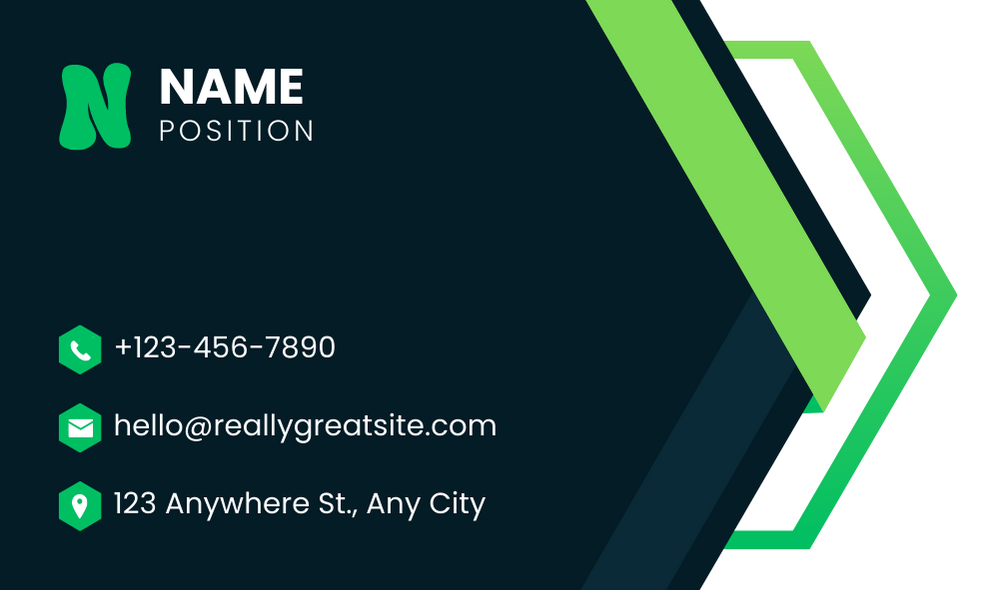 N
NAME
POSITION
+123-456-7890
hello@reallygreatsite.com
123 Anywhere St., Any City